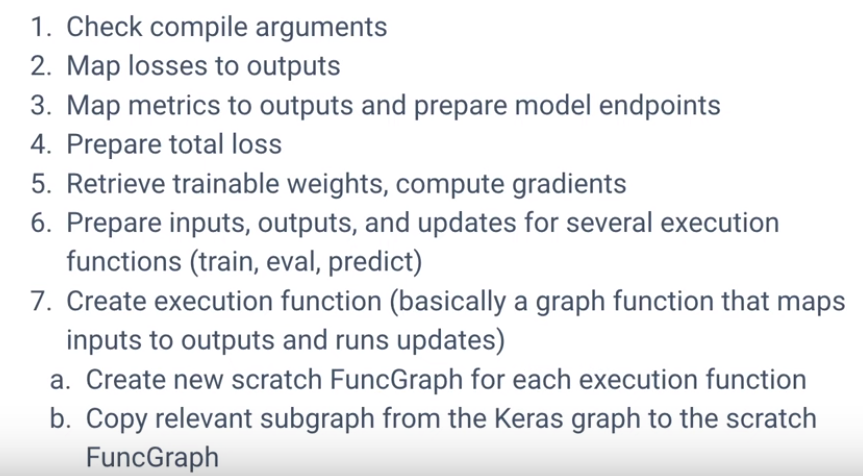 1. Check compile arguments
2. Map losses to outputs
3. Map metrics to outputs and prepare model endpoints
4. Prepare total loss
5. Retrieve trainable weights, compute gradients
6. Prepare inputs, outputs, and updates for several execution
functions (train, eval, predict)
7. Create execution function (basically a graph function that maps
inputs to outputs and runs updates)
a. Create new scratch FuncGraph for each execution function
b. Copy relevant subgraph from the Keras graph to the scratch
FuncGraph